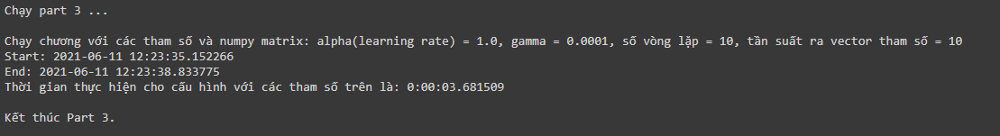 Chạy part 3 ...
Chạy chương với các tham số và numpy matrix: alpha(learning rate) = 1.0, gamma = 0.0001, số vòng lặp = 10, tần suất ra vector tham số = 10
Start: 2021-06-11 12:23:35.152266
End: 2021-06-11 12:23:38.833775
Thời gian thực hiện cho cấu hình với các tham số trên là: 0:00:03.681509
Kết thúc Part 3.